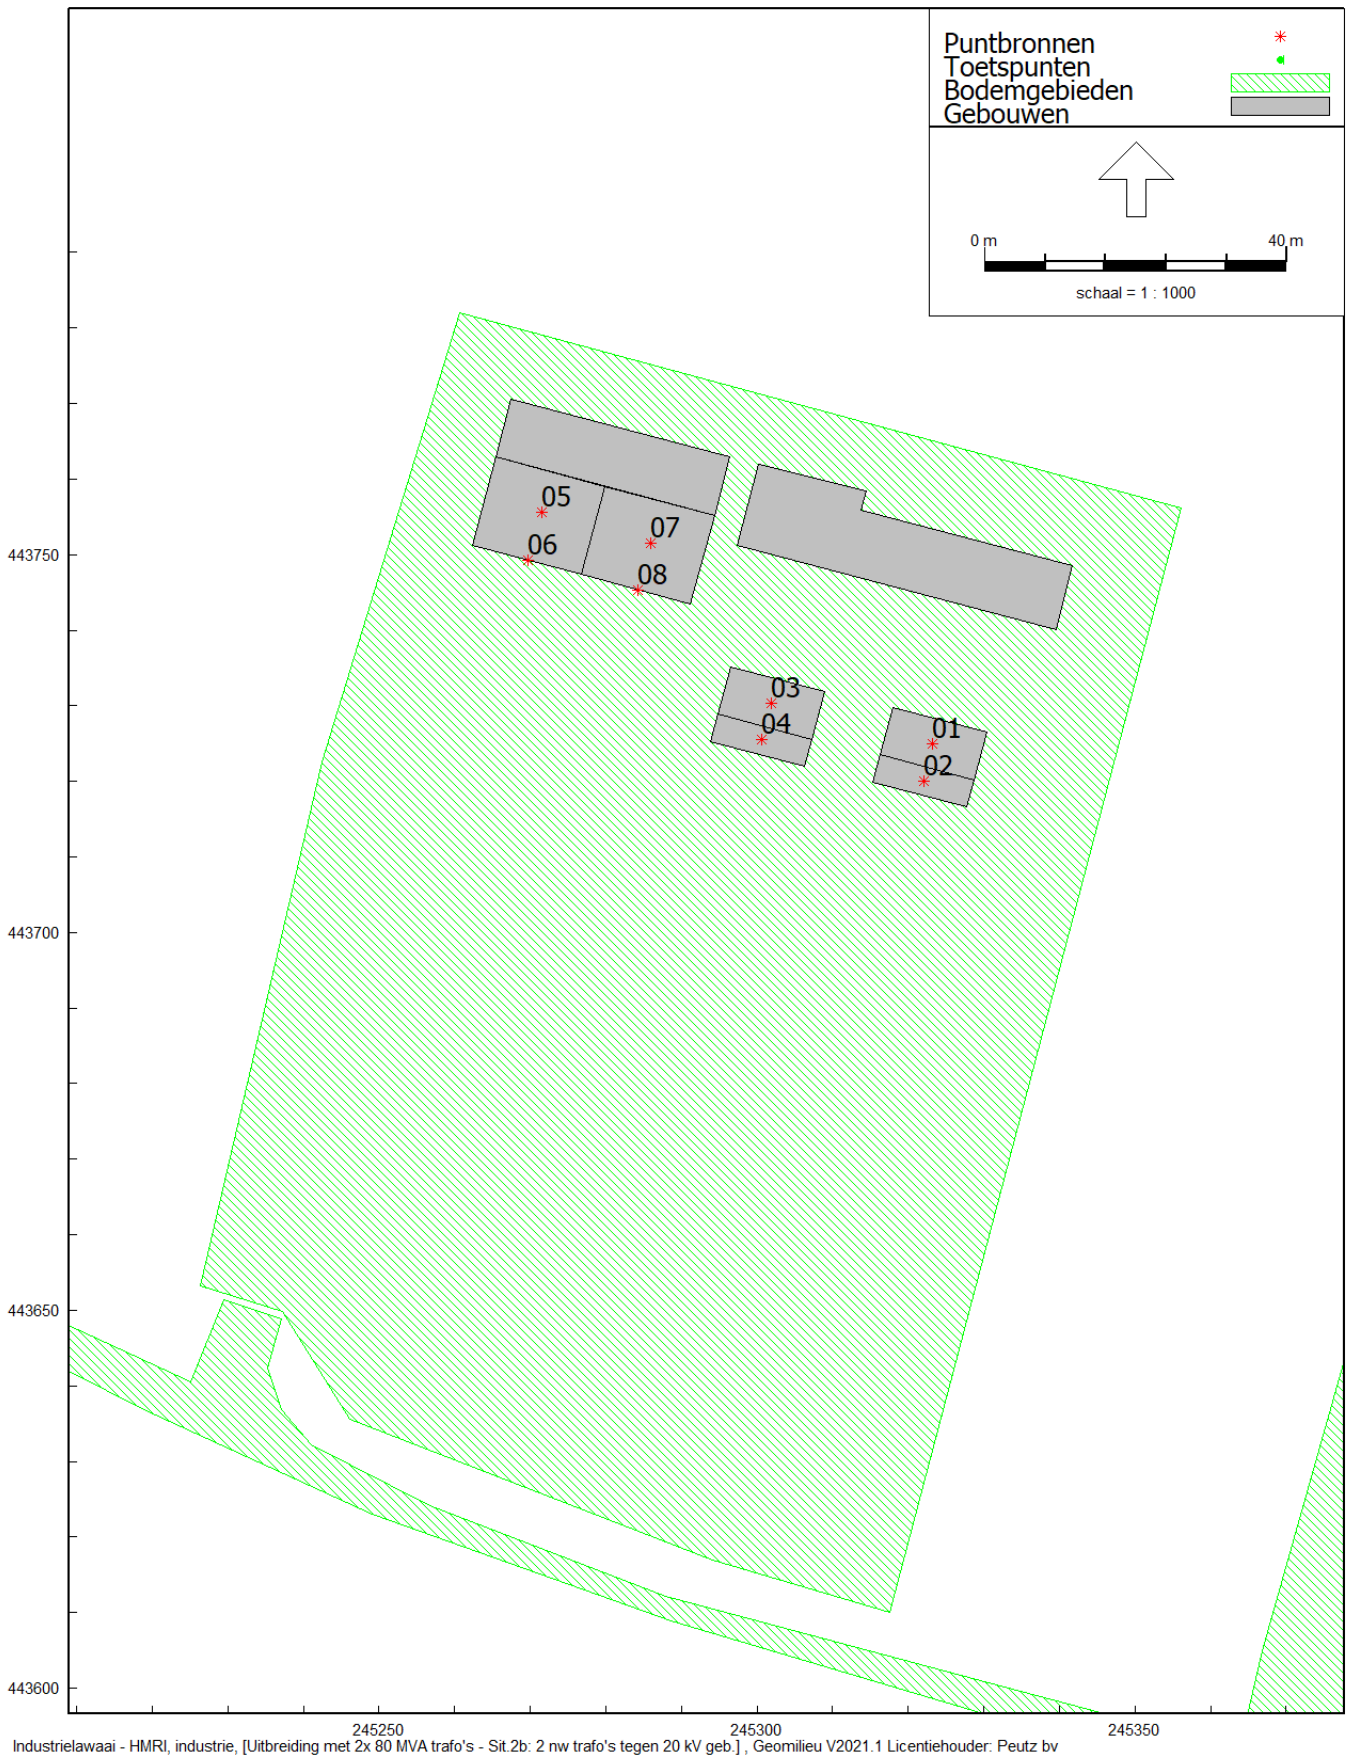 Puntbronnen
Toetspunten
Bodemgebieden
Gebouwen
0 m 40 m
schaal = 1 : 1000
05
07
06
08
443750
03
04
01
02
443700
443650
443600
245250 245300 245350
Industrielawaai - HMRI, industrie, [Uitbreiding met 2x 80 MVA trafo's - Sit.2b: 2 nw trafo's tegen 20 kV geb.] , Geomilieu V2021.1 Licentiehouder: Peutz bv